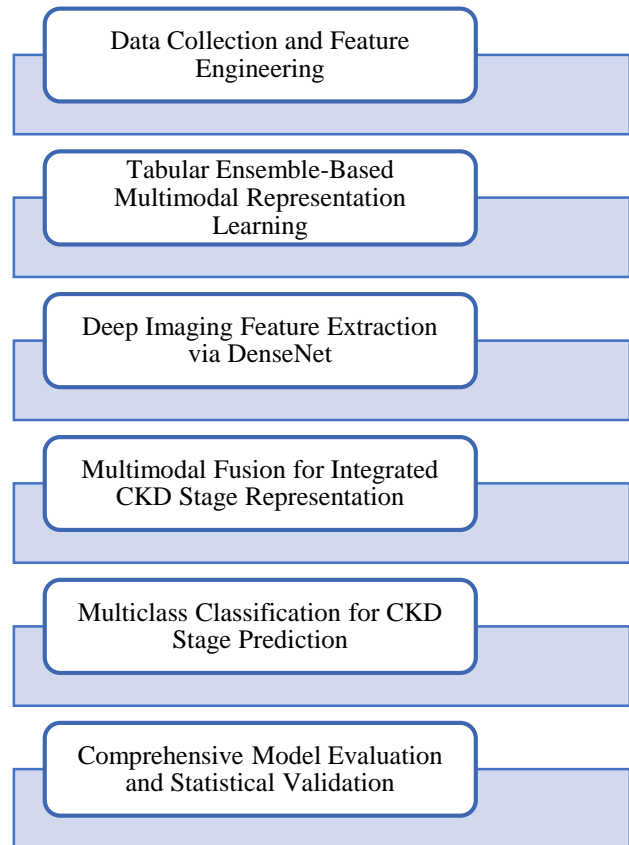 Data Collection and Feature
Engineering
Tabular Ensemble-Based
Multimodal Representation
Learning
Deep Imaging Feature Extraction
via DenseNet
Multimodal Fusion for Integrated
CKD Stage Representation
Multiclass Classification for CKD
Stage Prediction
Comprehensive Model Evaluation
and Statistical Validation